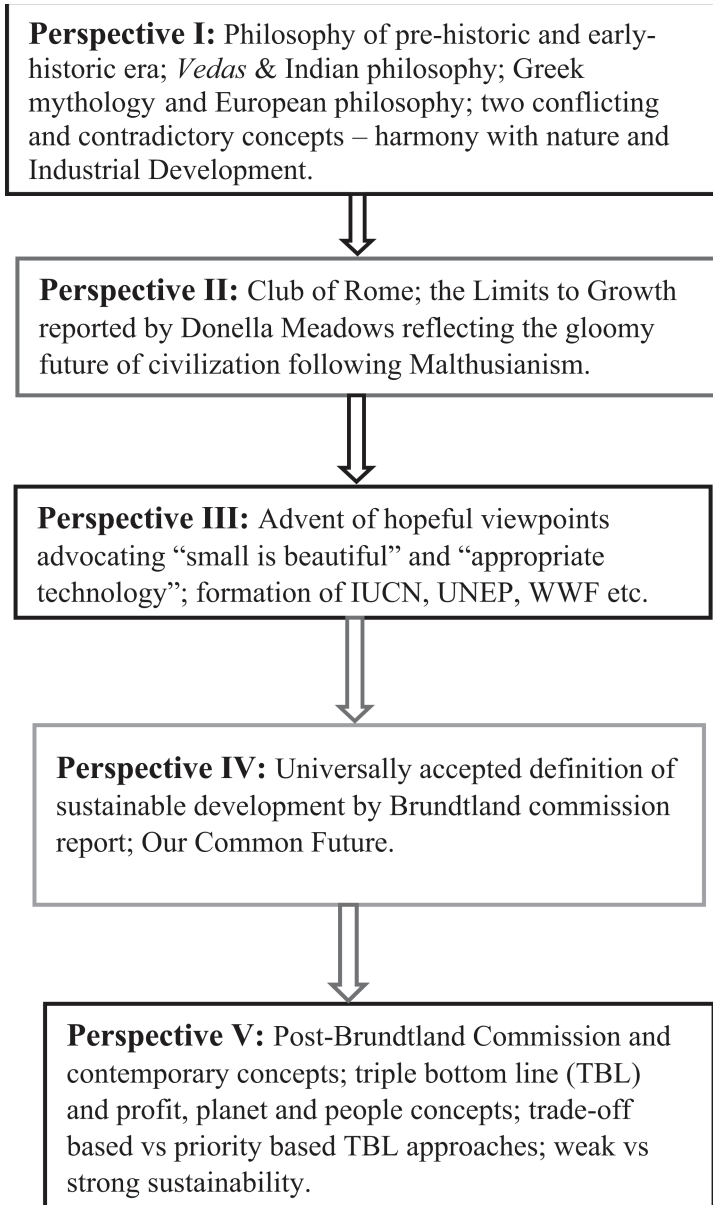 Perspective I: Philosophy of pre-historic and early-
historic era; Vedas & Indian philosophy; Greek
mythology and European philosophy; two conflicting
and contradictory concepts – harmony with nature and
Industrial Development.
Perspective II: Club of Rome; the Limits to Growth
reported by Donella Meadows reflecting the gloomy
future of civilization following Malthusianism.
Perspective III: Advent of hopeful viewpoints
advocating “small is beautiful” and “appropriate
technology”; formation of IUCN, UNEP, WWF etc.
Perspective IV: Universally accepted definition of
sustainable development by Brundtland commission
report; Our Common Future.
Perspective V: Post-Brundtland Commission and
contemporary concepts; triple bottom line (TBL)
and profit, planet and people concepts; trade-off
based vs priority based TBL approaches; weak vs
strong sustainability.